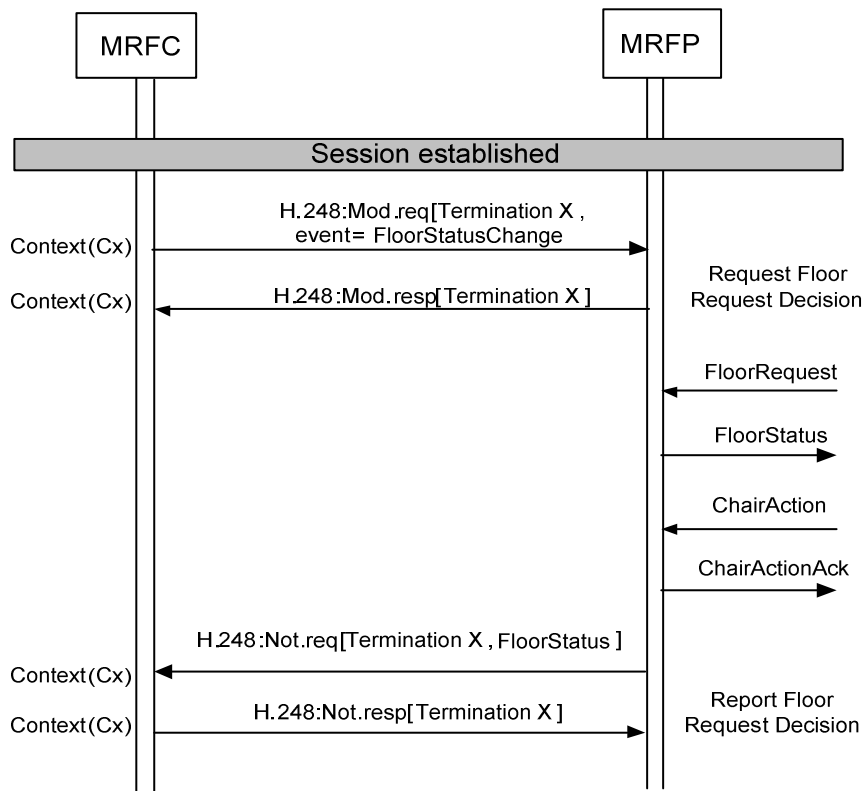 MRFC
MRFP
Session established
H.248:Mod.req[Termination X ,
event= FloorStatusChange
Context(Cx)
Context(Cx)
H.248:Mod.resp[Termination X ]
Request Floor
Request Decision
FloorRequest
FloorStatus
ChairAction
ChairActionAck
H.248:Not.req[Termination X , FloorStatus ]
Context(Cx)
Context(Cx)
H.248:Not.resp[Termination X ]
Report Floor
Request Decision